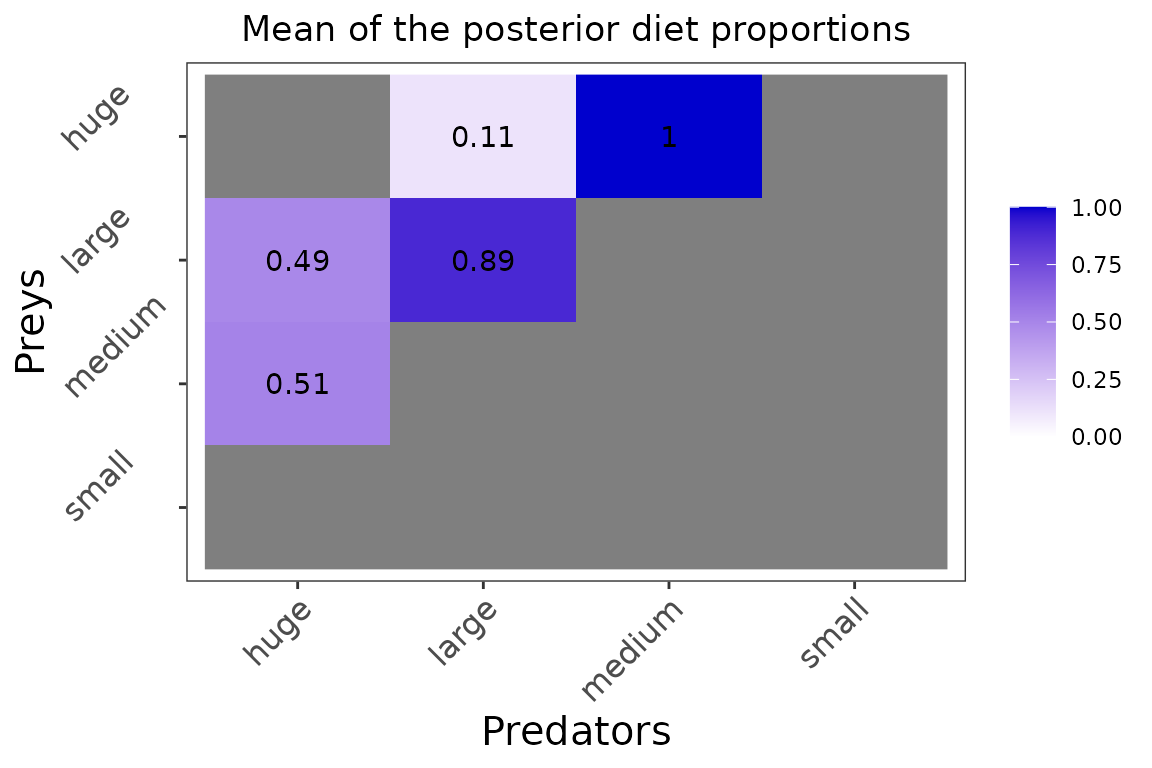 Mean of the posterior diet proportions
Preys
huge
large
medium
small
0.11
1
0.49
0.89
0.51
huge
large
medium
small
Predators
1.00
0.75
0.50
0.25
0.00